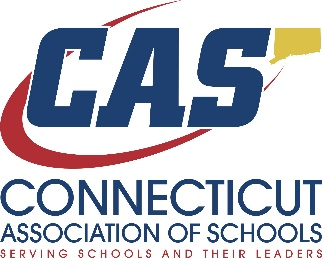 CAS
CONNECTICUT
ASSOCIATION OF SCHOOLS
SERVING SCHOOLS AND THEIR LEADERS